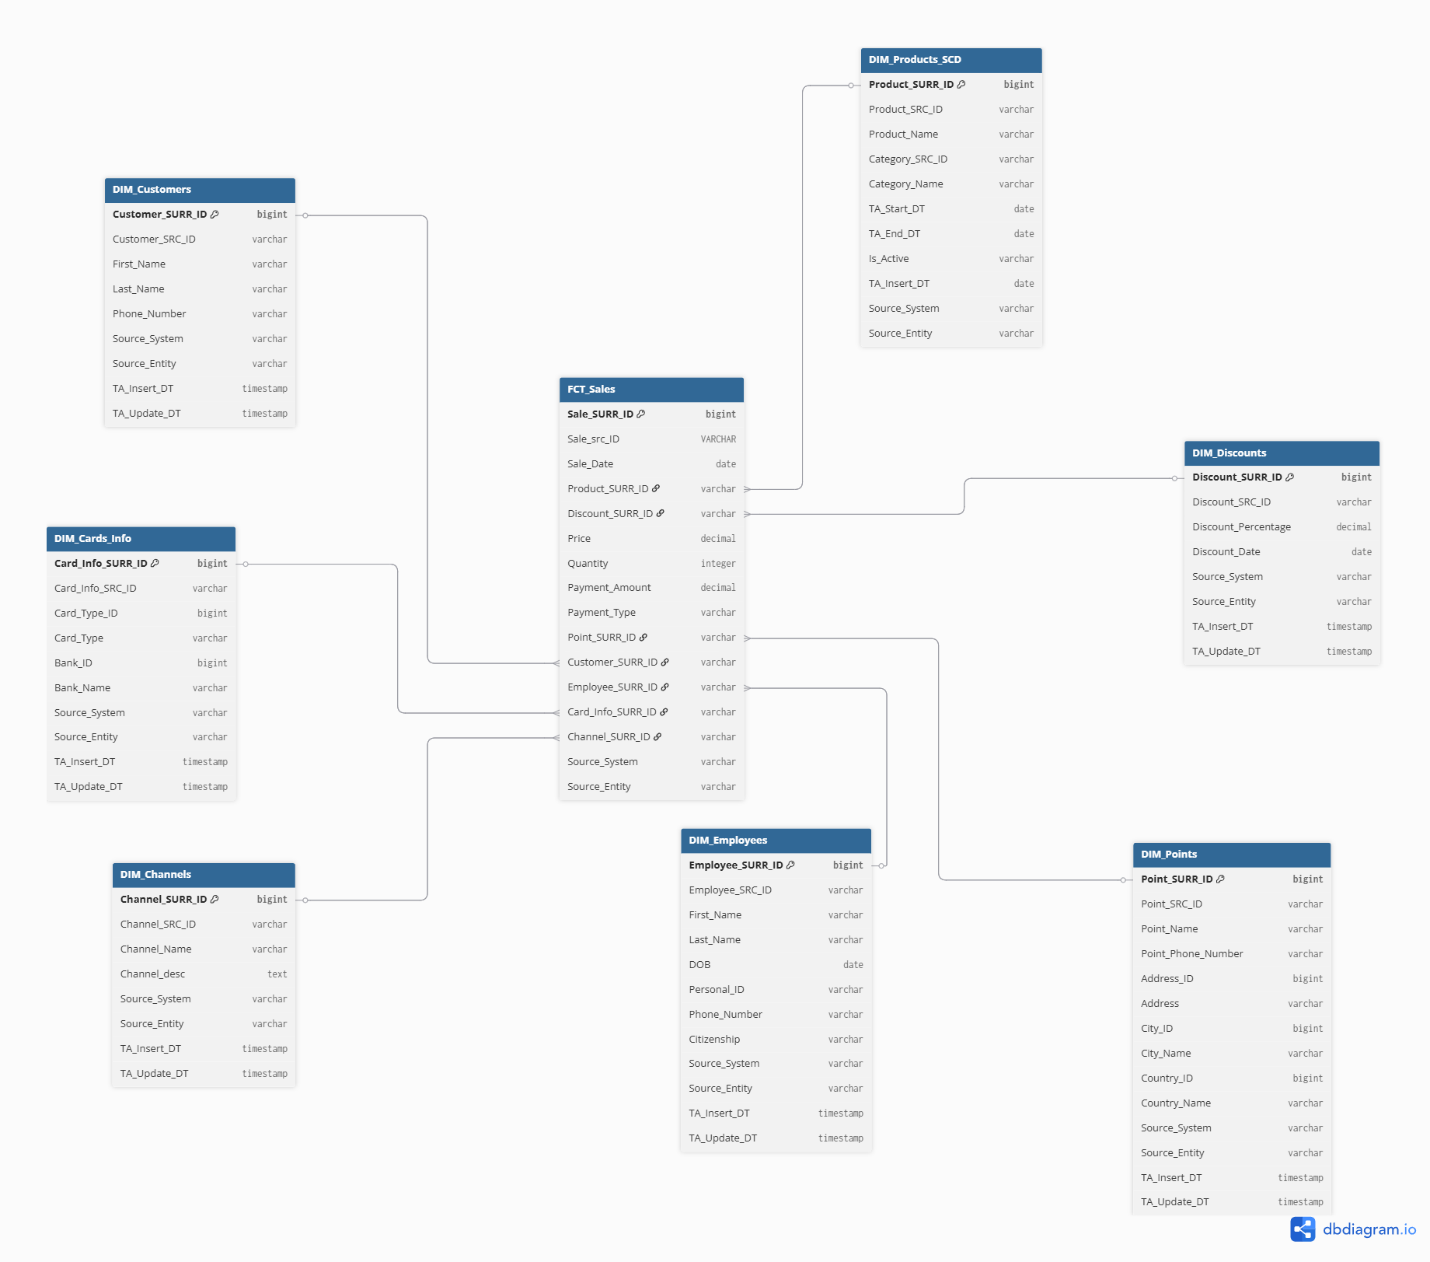 DIM_Products_SCD
Product_SURR_ID bigint
Product_SRC_ID varchar
Product_Name varchar
Category_SRC_ID varchar
Category_Name varchar
TA_Start_DT date
TA_End_DT date
Is_Active varchar
TA_Insert_DT date
Source_System varchar
Source_Entity varchar
DIM_Customers
Customer_SURR_ID bigint
Customer_SRC_ID varchar
First_Name varchar
Last_Name varchar
Phone_Number varchar
Source_System varchar
Source_Entity varchar
TA_Insert_DT timestamp
TA_Update_DT timestamp
FCT_Sales
Sale_SURR_ID bigint
Sale_src_ID VARCHAR
Sale_Date date
Product_SURR_ID varchar
Discount_SURR_ID varchar
Price decimal
Quantity integer
Payment_Amount decimal
Payment_Type varchar
Point_SURR_ID varchar
Customer_SURR_ID varchar
Employee_SURR_ID varchar
Card_Info_SURR_ID varchar
Channel_SURR_ID varchar
Source_System varchar
Source_Entity varchar
DIM_Discounts
Discount_SURR_ID bigint
Discount_SRC_ID varchar
Discount_Percentage decimal
Discount_Date date
Source_System varchar
Source_Entity varchar
TA_Insert_DT timestamp
TA_Update_DT timestamp
DIM_Cards_Info
Card_Info_SURR_ID bigint
Card_Info_SRC_ID varchar
Card_Type_ID bigint
Card_Type varchar
Bank_ID bigint
Bank_Name varchar
Source_System varchar
Source_Entity varchar
TA_Insert_DT timestamp
TA_Update_DT timestamp
DIM_Channels
Channel_SURR_ID bigint
Channel_SRC_ID varchar
Channel_Name varchar
Channel_desc text
Source_System varchar
Source_Entity varchar
TA_Insert_DT timestamp
TA_Update_DT timestamp
DIM_Employees
Employee_SURR_ID bigint
Employee_SRC_ID varchar
First_Name varchar
Last_Name varchar
DOB date
Personal_ID varchar
Phone_Number varchar
Citizenship varchar
Source_System varchar
Source_Entity varchar
TA_Insert_DT timestamp
TA_Update_DT timestamp
DIM_Points
Point_SURR_ID bigint
Point_SRC_ID varchar
Point_Name varchar
Point_Phone_Number varchar
Address_ID bigint
Address varchar
City_ID bigint
City_Name varchar
Country_ID bigint
Country_Name varchar
Source_System varchar
Source_Entity varchar
TA_Insert_DT timestamp
TA_Update_DT timestamp
dbdiagram.io